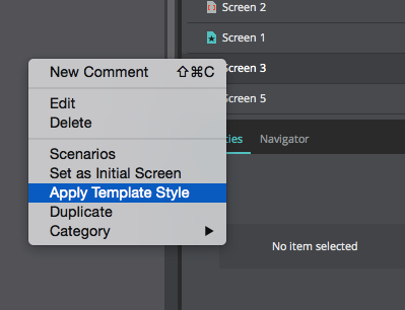 Screen 2
Screen 1
Screen 3
Screen 5
New Comment ⇧⌘C
Edit
Delete
Scenarios
Set as Initial Screen
Apply Template Style
Duplicate
Category
Navigator
No item selected